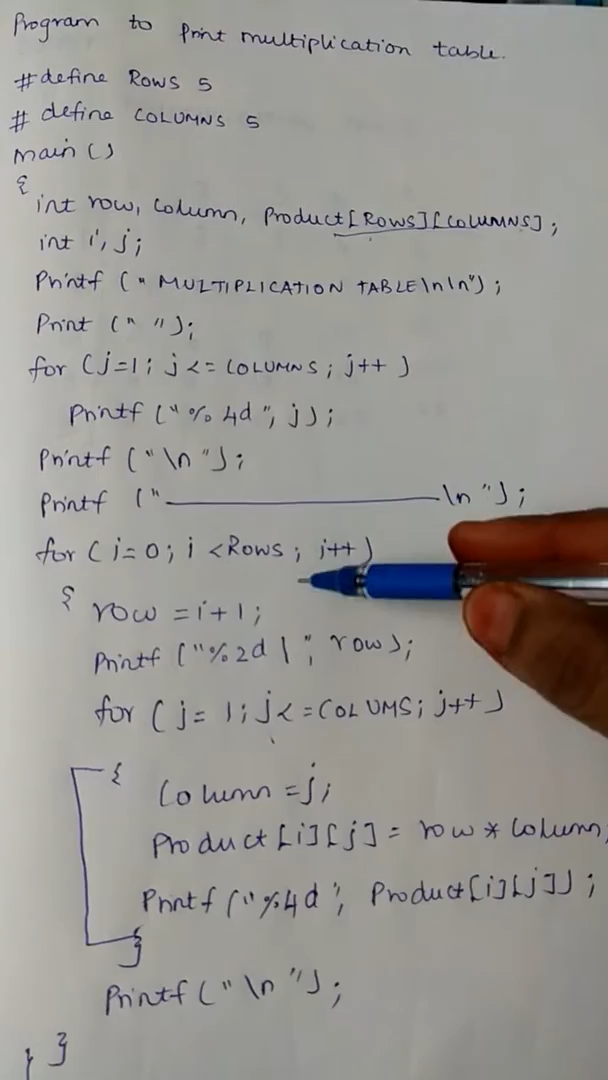 Program to print multiplication table.
#define ROWS 5
# define COLUMNS 5
main ()
{
int row, column, Product[ROWS][COLUMNS];
int i, j;
Printf (" MULTIPLICATION TABLE\n\n");
Print (" ");
for (j=1; j<= COLUMNS; j++ )
Printf ("% 4d", j);
Printf (" \n ");
Printf (" ———————— \n ");
for (i=0; i <ROWS; i++)
{ row = i+1;
Printf ("%2d |", row);
for (j= 1; j<=COLUMS; j++ )
{ Column =j;
Product[i][j] = row * Column;
Printf ("%4d", Product[i][j]);
}
Printf (" \n ");
} }